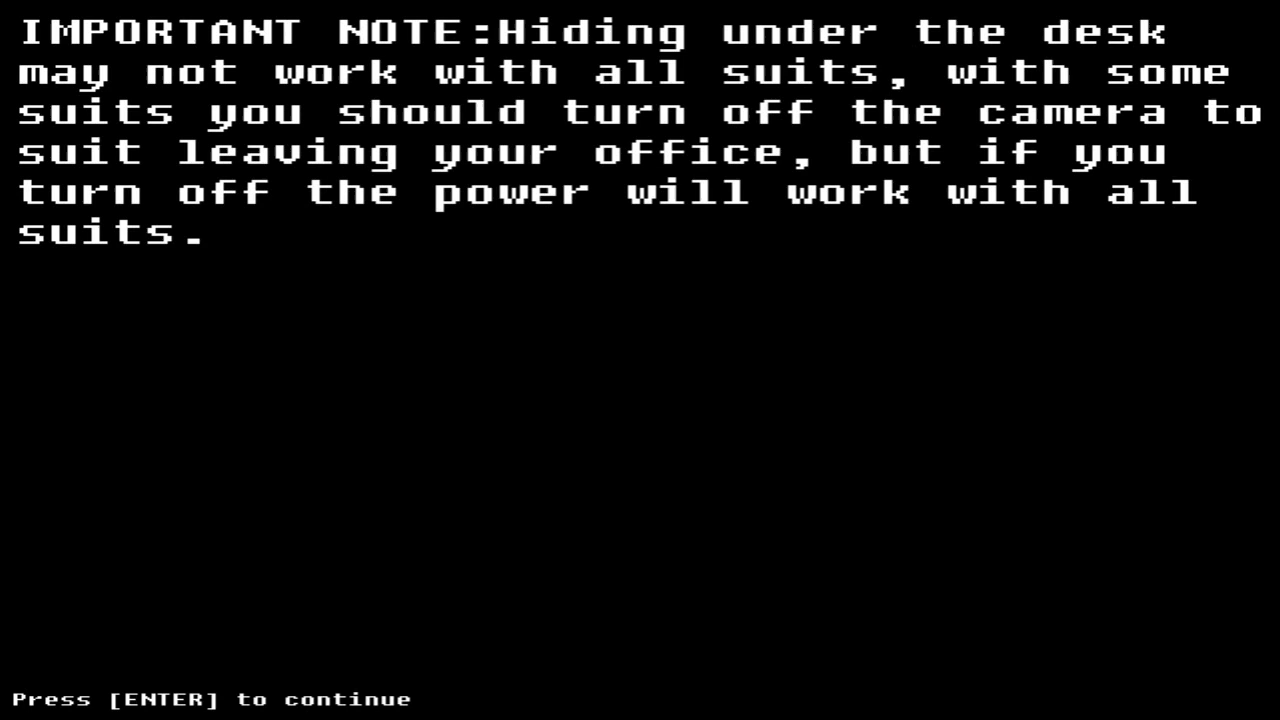 IMPORTANT NOTE:Hiding under the desk
may not work with all suits, with some
suits you should turn off the camera to
suit leaving your office, but if you
turn off the power will work with all
suits.
Press [ENTER] to continue